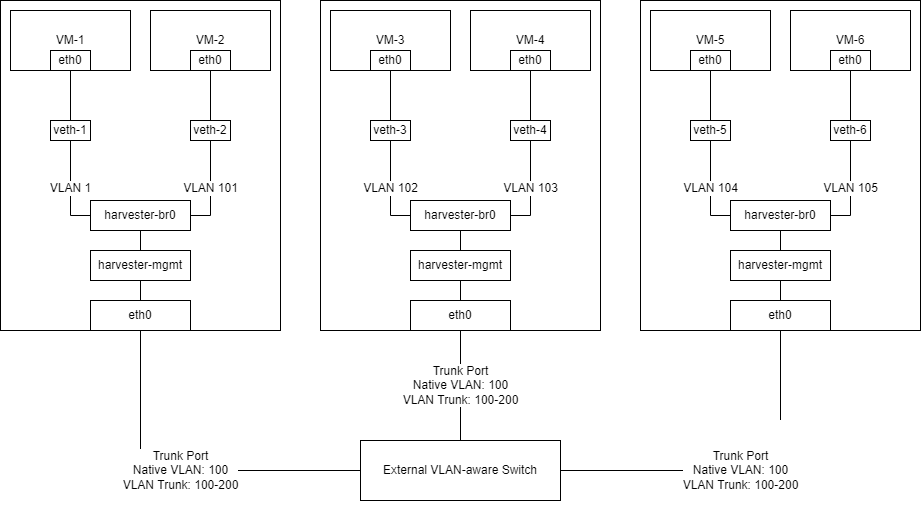 VM-1
VM-2
VM-3
VM-4
VM-5
VM-6
eth0
eth0
eth0
eth0
eth0
eth0
veth-1
veth-2
veth-3
veth-4
veth-5
veth-6
VLAN 1
VLAN 101
VLAN 102
VLAN 103
VLAN 104
VLAN 105
harvester-br0
harvester-br0
harvester-br0
harvester-mgmt
harvester-mgmt
harvester-mgmt
eth0
eth0
eth0
Trunk Port
Native VLAN: 100
VLAN Trunk: 100-200
Trunk Port
Native VLAN: 100
VLAN Trunk: 100-200
External VLAN-aware Switch
Trunk Port
Native VLAN: 100
VLAN Trunk: 100-200